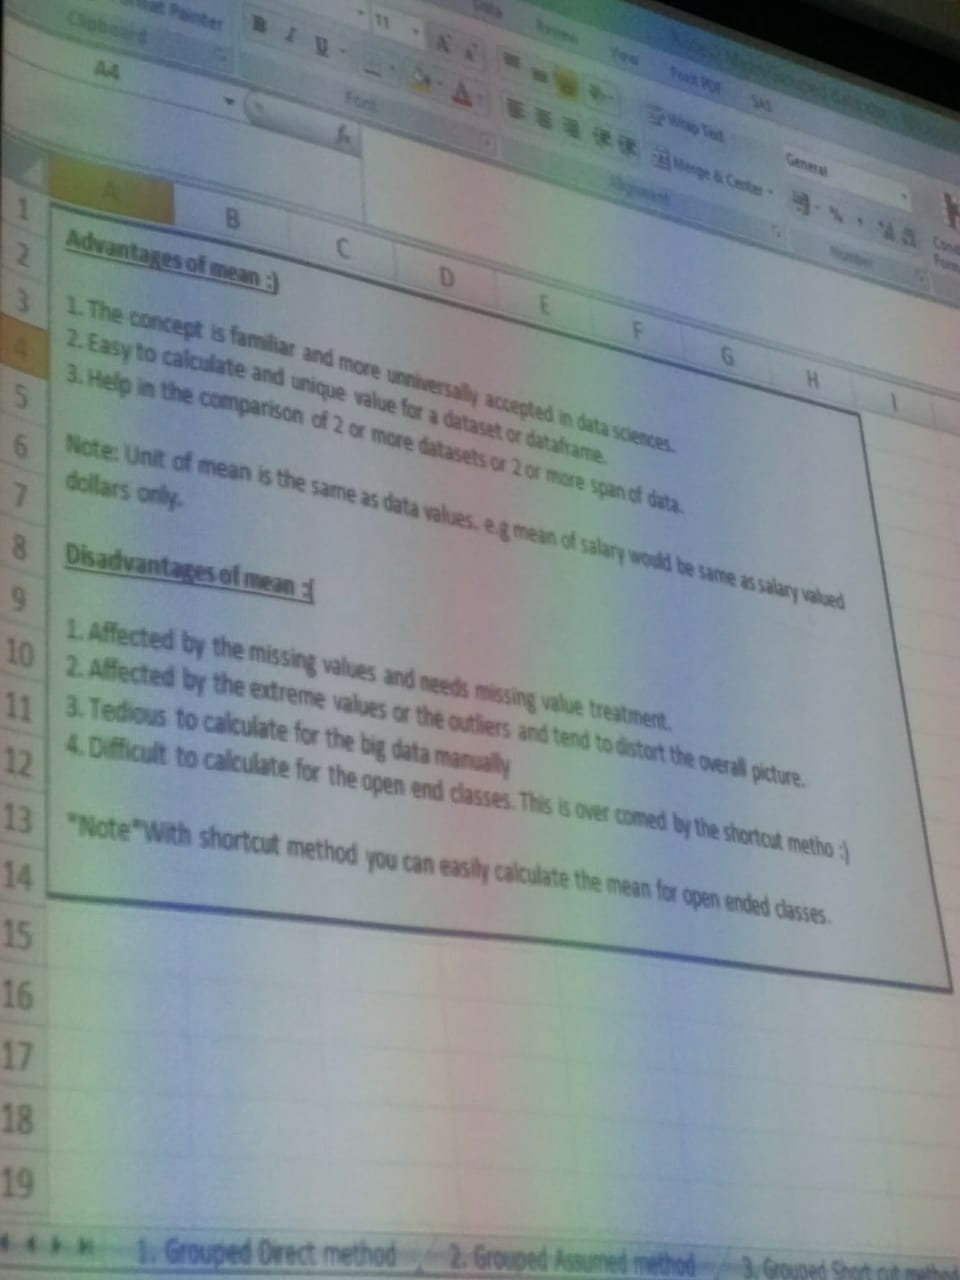 Format Painter
Clipboard
11
Data
Review
View
Foxit PDF
SAS
B I U
A
Font
Wrap Text
Merge & Center
Alignment
General
%
Number
A4
fx
A B C D E F G H I
1
2
3
4
5
6
7
8
9
10
11
12
13
14
15
16
17
18
19
Advantages of mean :)
1. The concept is familiar and more unniversally accepted in data sciences.
2. Easy to calculate and unique value for a dataset or dataframe.
3. Help in the comparison of 2 or more datasets or 2 or more span of data.
Note: Unit of mean is the same as data values. e.g mean of salary would be same as salary valued
dollars only.
Disadvantages of mean :(
1. Affected by the missing values and needs missing value treatment.
2. Affected by the extreme values or the outliers and tend to distort the overall picture.
3. Tedious to calculate for the big data manually
4. Difficult to calculate for the open end classes. This is over comed by the shortcut metho :)
"Note"With shortcut method you can easily calculate the mean for open ended classes.
1. Grouped Direct method
2. Grouped Assumed method
3. Grouped Short cut method